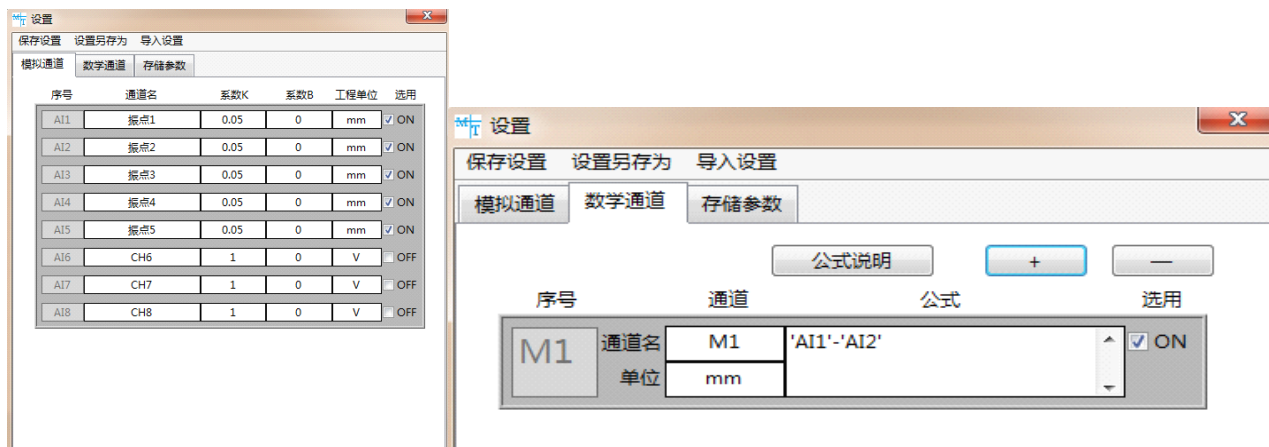 设置
保存设置 设置另存为 导入设置
模拟通道 数学通道 存储参数
序号 通道名 系数K 系数B 工程单位 选用
AI1 振点1 0.05 0 mm ON
AI2 振点2 0.05 0 mm ON
AI3 振点3 0.05 0 mm ON
AI4 振点4 0.05 0 mm ON
AI5 振点5 0.05 0 mm ON
AI6 CH6 1 0 V OFF
AI7 CH7 1 0 V OFF
AI8 CH8 1 0 V OFF
设置
保存设置 设置另存为 导入设置
模拟通道 数学通道 存储参数
公式说明 + —
序号 通道 公式 选用
M1 通道名 M1 'AI1'-'AI2' ON
单位 mm